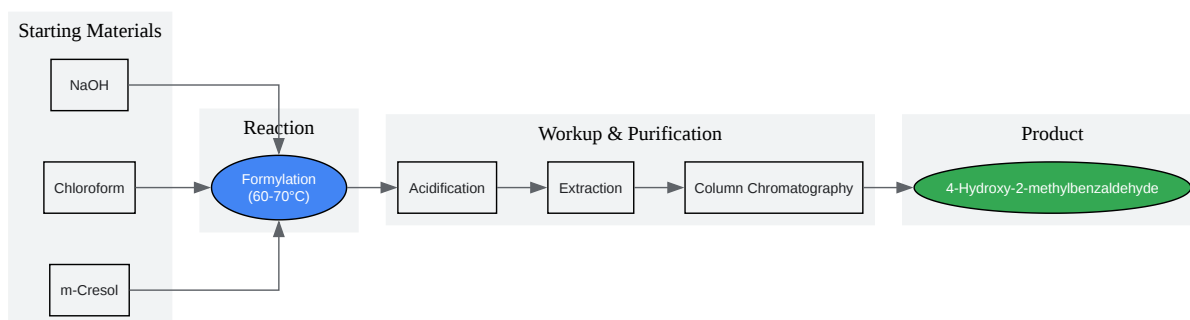 Starting Materials
NaOH
Chloroform
m-Cresol
Reaction
Formylation
(60-70°C)
Workup & Purification
Acidification
Extraction
Column Chromatography
Product
4-Hydroxy-2-methylbenzaldehyde